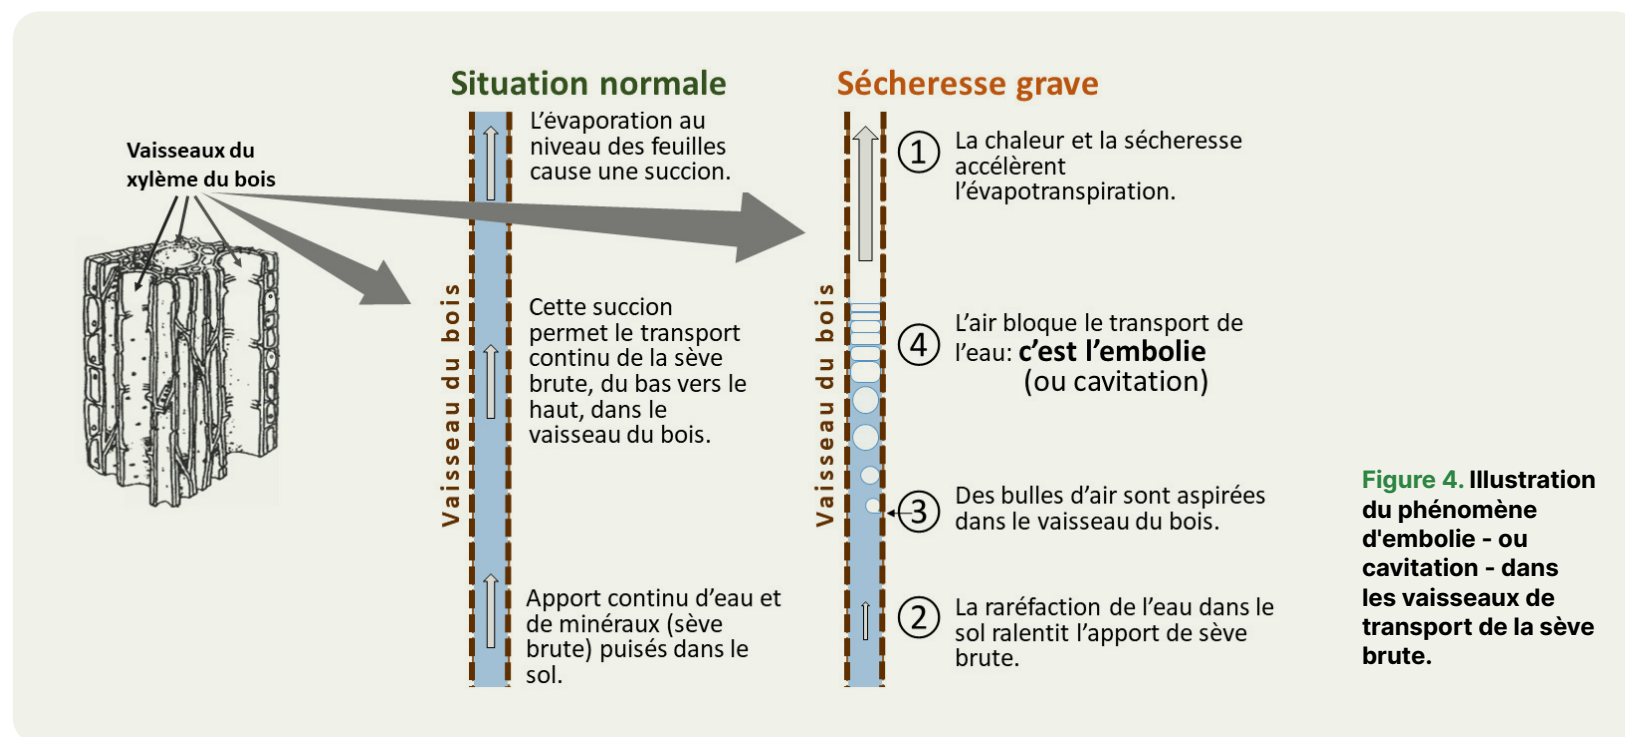 Vaisseaux du
xylème du bois
Situation normale
Vaisseau du bois
L’évaporation au
niveau des feuilles
cause une succion.
Cette succion
permet le transport
continu de la sève
brute, du bas vers le
haut, dans le
vaisseau du bois.
Apport continu d’eau et
de minéraux (sève
brute) puisés dans le
sol.
Sécheresse grave
Vaisseau du bois
1 La chaleur et la sécheresse
accélèrent
l’évapotranspiration.
4 L’air bloque le transport de
l’eau: c’est l’embolie
(ou cavitation)
3 Des bulles d’air sont aspirées
dans le vaisseau du bois.
2 La raréfaction de l’eau dans le
sol ralentit l’apport de sève
brute.
Figure 4. Illustration
du phénomène
d'embolie - ou
cavitation - dans
les vaisseaux de
transport de la sève
brute.